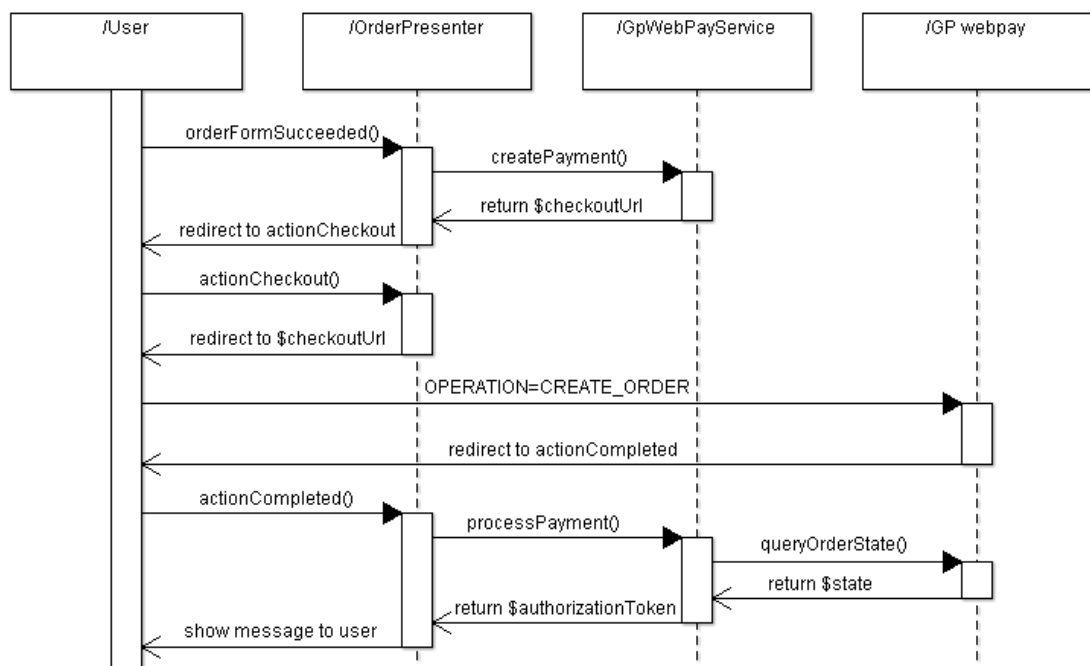 /User
/OrderPresenter
/GpWebPayService
/GP webpay
orderFormSucceeded()
createPayment()
return $checkoutUrl
redirect to actionCheckout
actionCheckout()
redirect to $checkoutUrl
OPERATION=CREATE_ORDER
redirect to actionCompleted
actionCompleted()
processPayment()
queryOrderState()
return $state
return $authorizationToken
show message to user